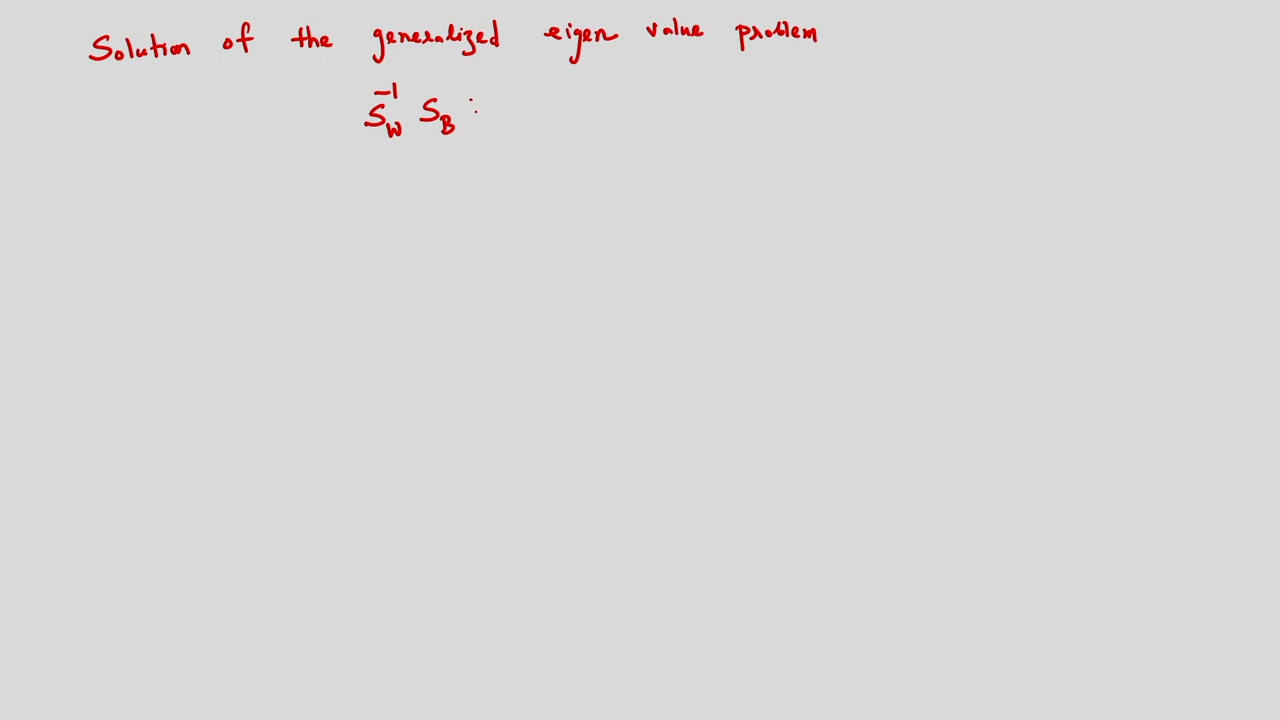 Solution of the generalized eigen value problem
S_W^{-1} S_B :